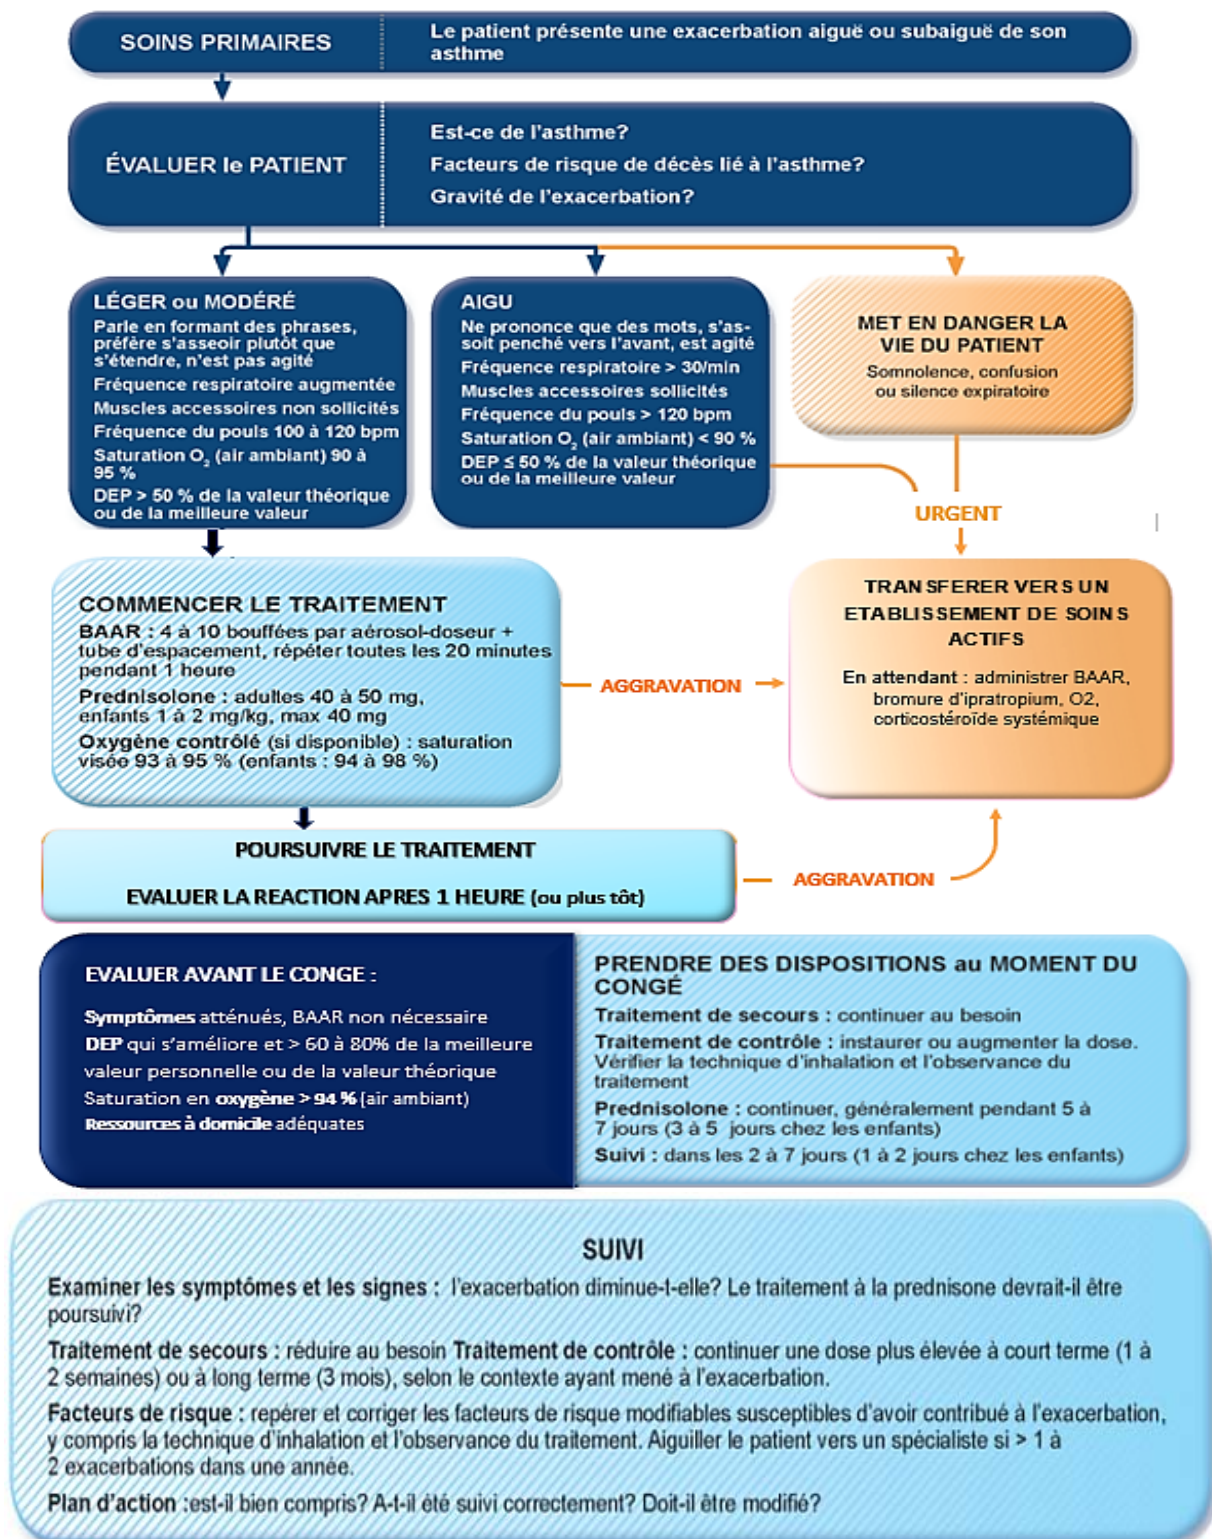 SOINS PRIMAIRES
Le patient présente une exacerbation aiguë ou subaiguë de son
asthme
ÉVALUER le PATIENT
Est-ce de l'asthme?
Facteurs de risque de décès lié à l'asthme?
Gravité de l'exacerbation?
LÉGER ou MODÉRÉ
Parle en formant des phrases,
préfère s'asseoir plutôt que
s'étendre, n'est pas agité
Fréquence respiratoire augmentée
Muscles accessoires non sollicités
Fréquence du pouls 100 à 120 bpm
Saturation O₂ (air ambiant) 90 à
95 %
DEP > 50 % de la valeur théorique
ou de la meilleure valeur
AIGU
Ne prononce que des mots, s'as-
soit penché vers l'avant, est agité
Fréquence respiratoire > 30/min
Muscles accessoires sollicités
Fréquence du pouls > 120 bpm
Saturation O₂ (air ambiant) < 90 %
DEP ≤ 50 % de la valeur théorique
ou de la meilleure valeur
MET EN DANGER LA
VIE DU PATIENT
Somnolence, confusion
ou silence expiratoire
URGENT
COMMENCER LE TRAITEMENT
BAAR : 4 à 10 bouffées par aérosol-doseur +
tube d'espacement, répéter toutes les 20 minutes
pendant 1 heure
Prednisolone : adultes 40 à 50 mg,
enfants 1 à 2 mg/kg, max 40 mg
Oxygène contrôlé (si disponible) : saturation
visée 93 à 95 % (enfants : 94 à 98 %)
AGGRAVATION
TRANSFERER VERS UN
ETABLISSEMENT DE SOINS
ACTIFS
En attendant : administrer BAAR,
bromure d'ipratropium, O2,
corticostéroïde systémique
POURSUIVRE LE TRAITEMENT
EVALUER LA REACTION APRES 1 HEURE (ou plus tôt)
AGGRAVATION
EVALUER AVANT LE CONGE :
Symptômes atténués, BAAR non nécessaire
DEP qui s'améliore et > 60 à 80% de la meilleure
valeur personnelle ou de la valeur théorique
Saturation en oxygène > 94 % (air ambiant)
Ressources à domicile adéquates
PRENDRE DES DISPOSITIONS au MOMENT DU
CONGÉ
Traitement de secours : continuer au besoin
Traitement de contrôle : instaurer ou augmenter la dose.
Vérifier la technique d'inhalation et l'observance du
traitement
Prednisolone : continuer, généralement pendant 5 à
7 jours (3 à 5 jours chez les enfants)
Suivi : dans les 2 à 7 jours (1 à 2 jours chez les enfants)
SUIVI
Examiner les symptômes et les signes : l'exacerbation diminue-t-elle? Le traitement à la prednisone devrait-il être
poursuivi?
Traitement de secours : réduire au besoin Traitement de contrôle : continuer une dose plus élevée à court terme (1 à
2 semaines) ou à long terme (3 mois), selon le contexte ayant mené à l'exacerbation.
Facteurs de risque : repérer et corriger les facteurs de risque modifiables susceptibles d'avoir contribué à l'exacerbation,
y compris la technique d'inhalation et l'observance du traitement. Aiguiller le patient vers un spécialiste si > 1 à
2 exacerbations dans une année.
Plan d'action :est-il bien compris? A-t-il été suivi correctement? Doit-il être modifié?